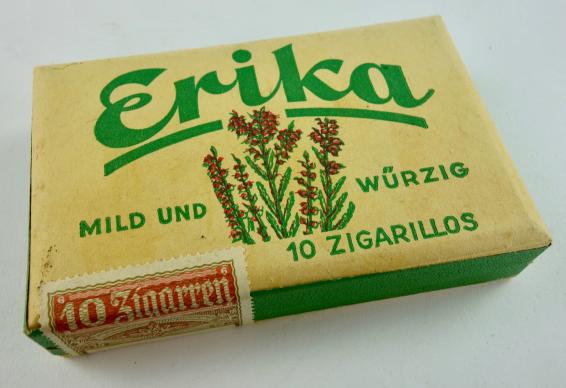 Erika
MILD UND WÜRZIG
10 ZIGARILLOS
10 Zigarren